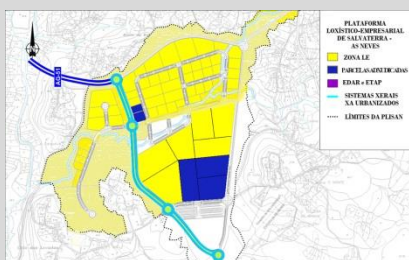 PLATAFORMA
LOXÍSTICO-EMPRESARIAL
DE SALVATERRA -
AS NEVES
ZONA LE
PARCELAS ADXUDICADAS
EDAR e ETAP
SISTEMAS XERAIS
XA URBANIZADOS
LÍMITES DA PLISAN